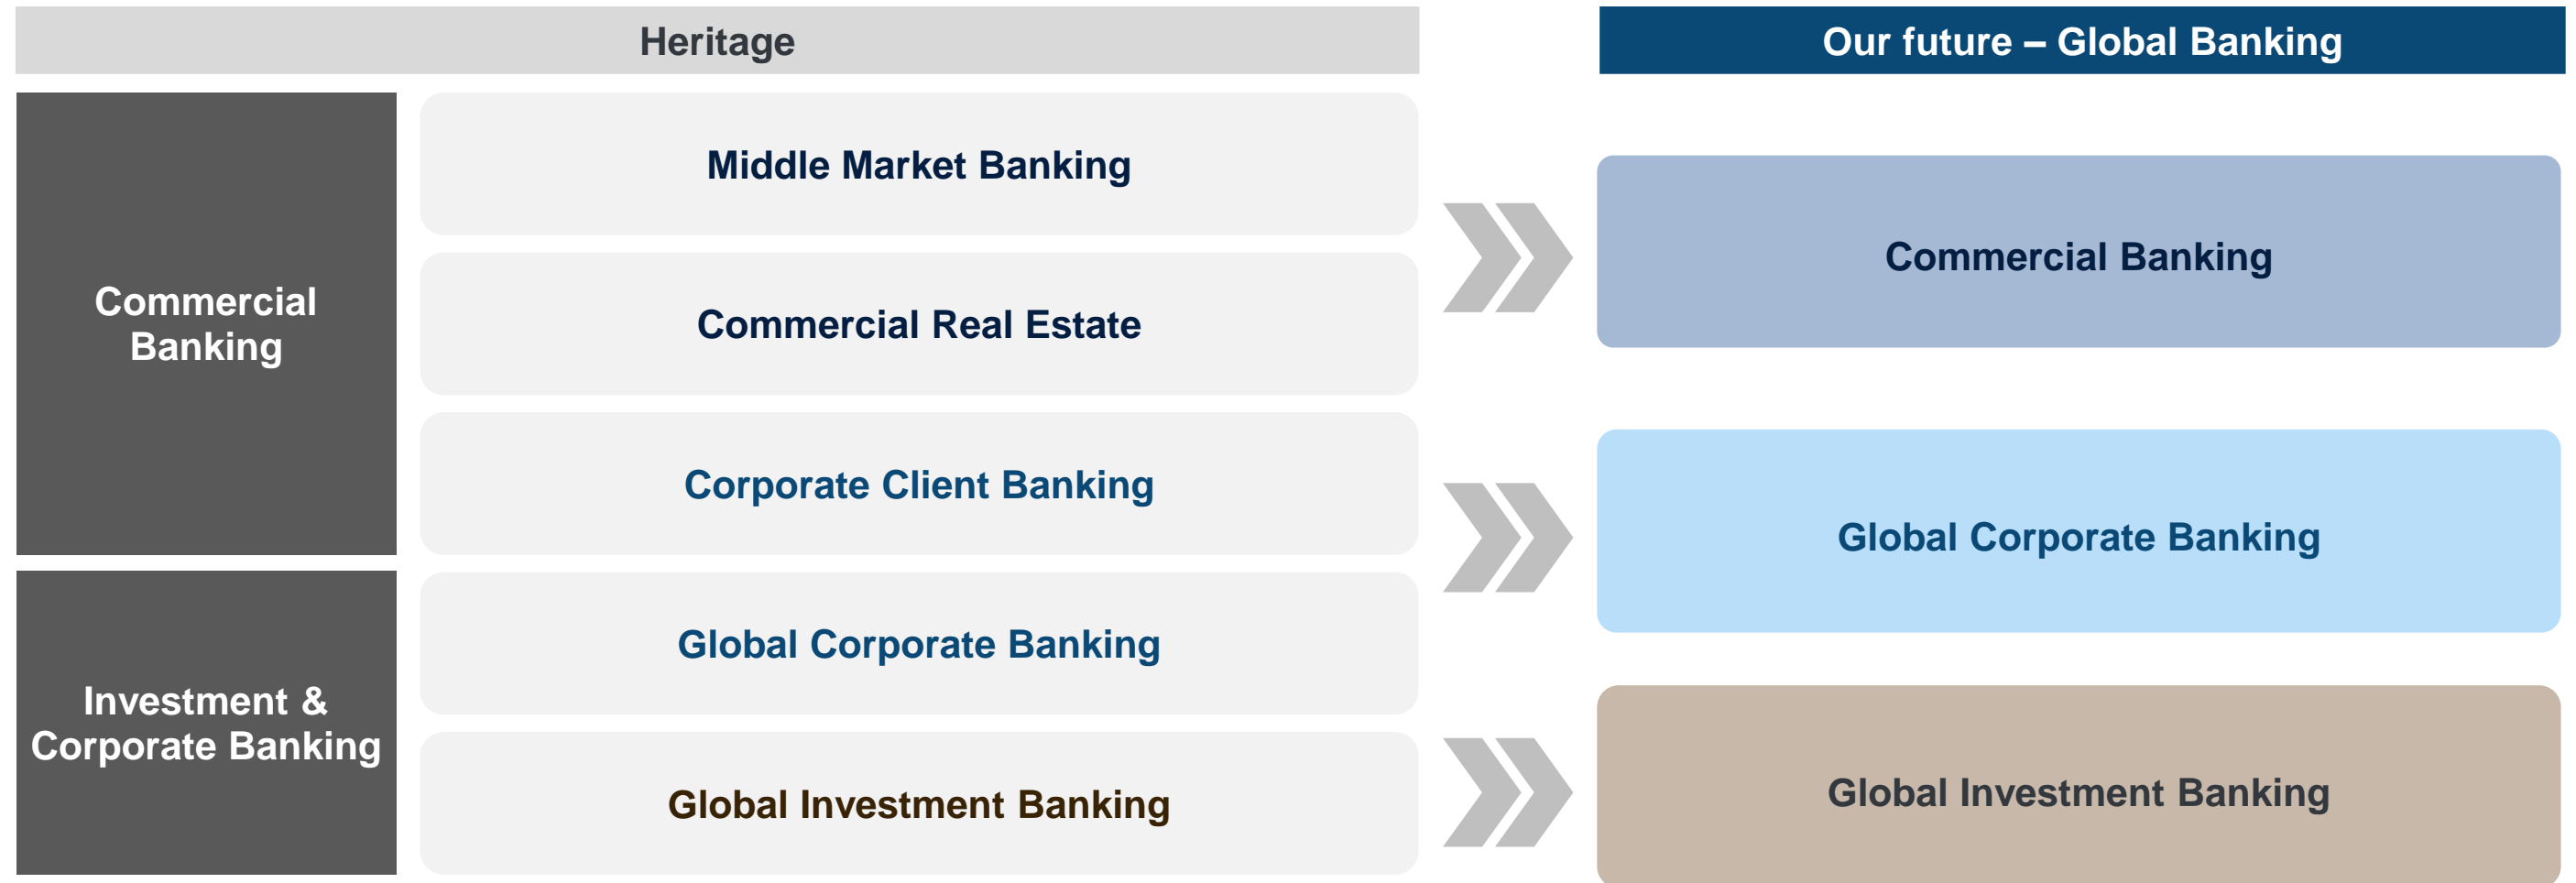 Heritage
Our future – Global Banking
Commercial
Banking
Middle Market Banking
Commercial Real Estate
Corporate Client Banking
Investment &
Corporate Banking
Global Corporate Banking
Global Investment Banking
Commercial Banking
Global Corporate Banking
Global Investment Banking